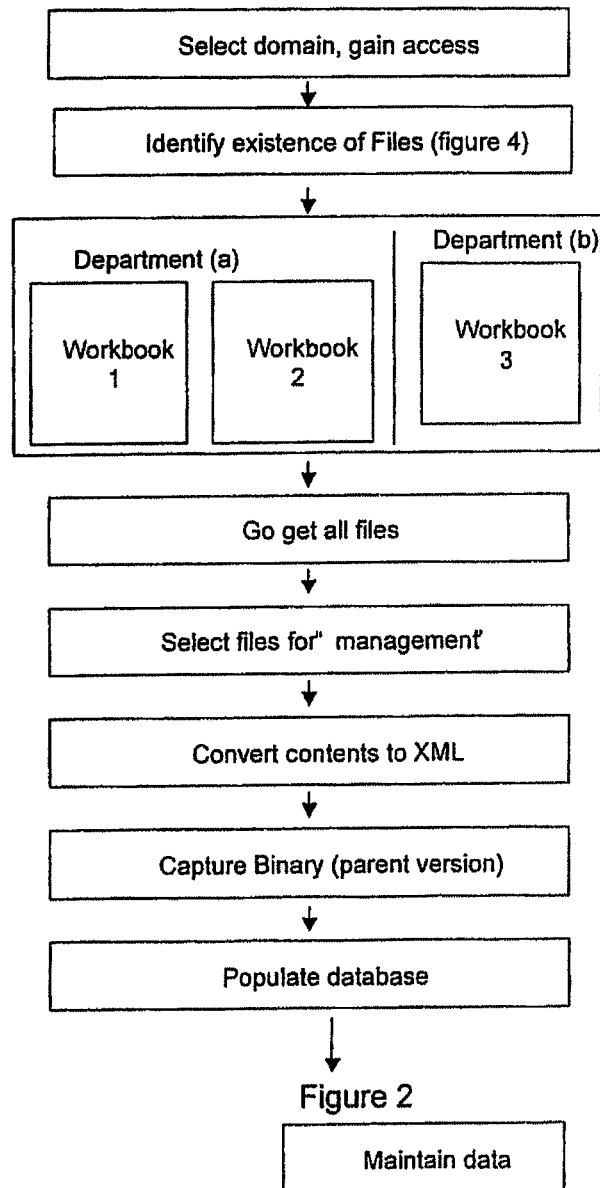 Select domain, gain access
Identify existence of Files (figure 4)
Department (a)
Department (b)
Workbook
1
Workbook
2
Workbook
3
Go get all files
Select files for" management'
Convert contents to XML
Capture Binary (parent version)
Populate database
Figure 2
Maintain data